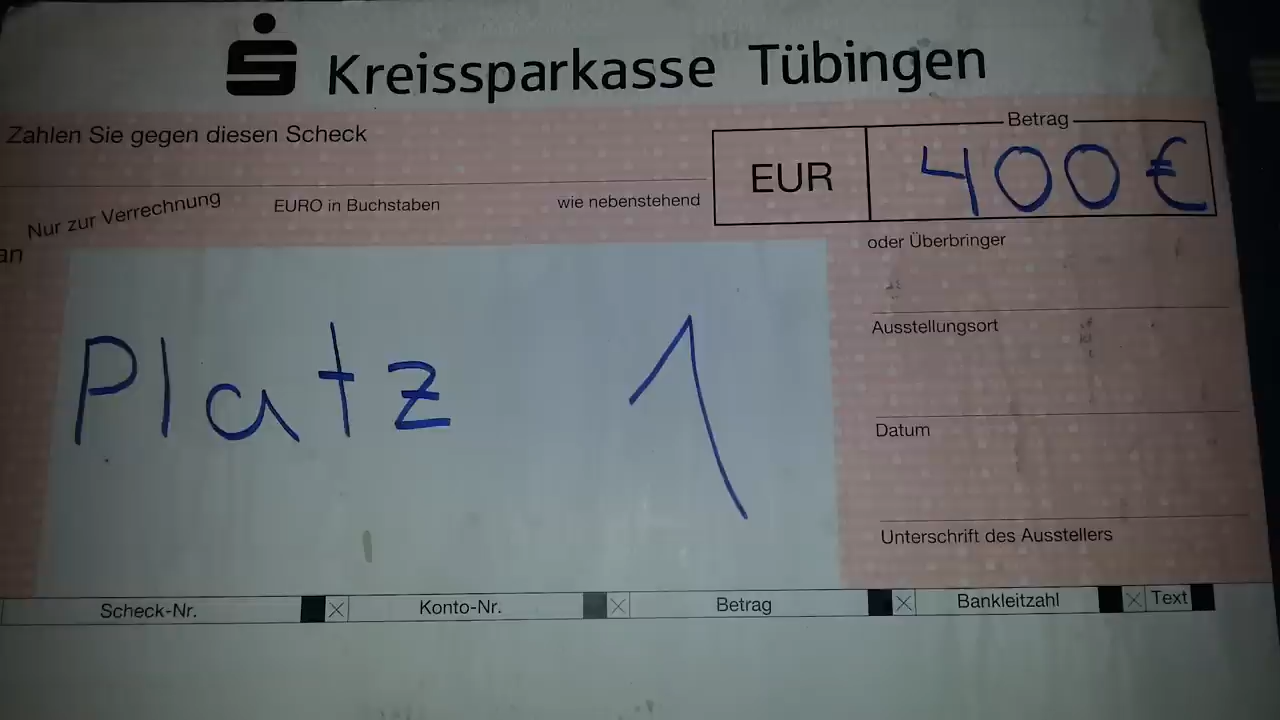 Kreissparkasse Tübingen
Zahlen Sie gegen diesen Scheck
Betrag
EUR 400€
Nur zur Verrechnung EURO in Buchstaben wie nebenstehend
an
oder Überbringer
Platz 1
Ausstellungsort
Datum
Unterschrift des Ausstellers
Scheck-Nr. Konto-Nr. Betrag Bankleitzahl Text